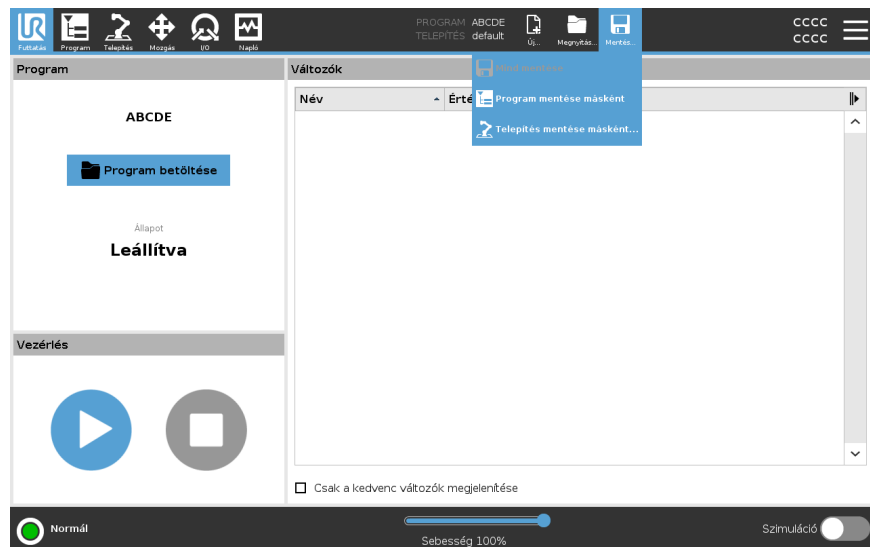 PROGRAM ABCDE
TELEPÍTÉS default
CCCC
CCCC
Futtatás Program Telepítés Mozgás I/O Napló Új... Megnyitás... Mentés...
Program
Változók
Program mentése másként
Telepítés mentése másként...
Név
Érté
ABCDE
Program betöltése
Állapot
Leállítva
Vezérlés
Csak a kedvenc változók megjelenítése
Normál
Sebesség 100%
Szimuláció